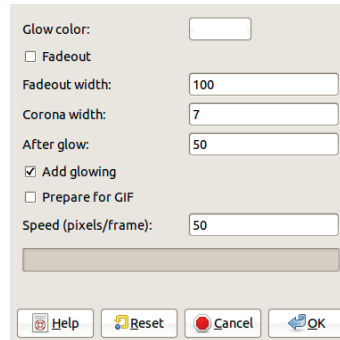 Glow color:
Fadeout
Fadeout width: 100
Corona width: 7
After glow: 50
Add glowing
Prepare for GIF
Speed (pixels/frame): 50
Help Reset Cancel OK